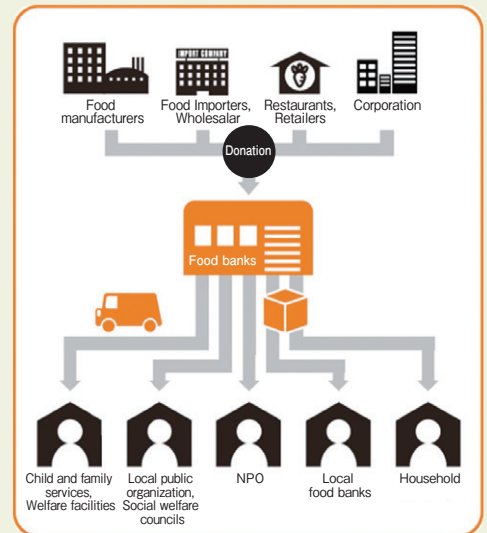 IMPORT COMPANY
Food
manufacturers
Food Importers,
Wholesalar
Restaurants,
Retailers
Corporation
Donation
Food banks
Child and family
services,
Welfare facilities
Local public
organization,
Social welfare
councils
NPO
Local
food banks
Household